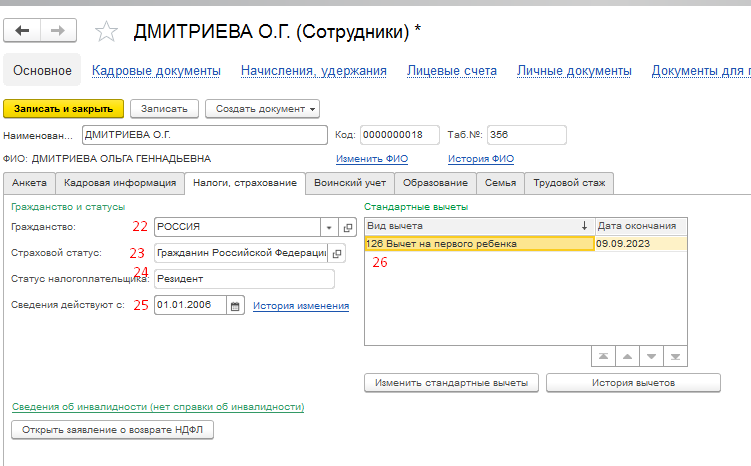 ДМИТРИЕВА О.Г. (Сотрудники) *
Основное Кадровые документы Начисления, удержания Лицевые счета Личные документы Документы для
Записать и закрыть Записать Создать документ
Наименован... ДМИТРИЕВА О.Г. Код: 0000000018 Таб.№: 356
ФИО: ДМИТРИЕВА ОЛЬГА ГЕННАДЬЕВНА Изменить ФИО История ФИО
Анкета Кадровая информация Налоги, страхование Воинский учет Образование Семья Трудовой стаж
Гражданство и статусы Стандартные вычеты
Гражданство: 22 РОССИЯ Вид вычета Дата окончания
126 Вычет на первого ребенка 09.09.2023
Страховой статус: 23 Гражданин Российской Федерации 26
Статус налогоплательщика: 24 Резидент
Сведения действуют с: 25 01.01.2006 История изменения
Изменить стандартные вычеты История вычетов
Сведения об инвалидности (нет справки об инвалидности)
Открыть заявление о возврате НДФЛ